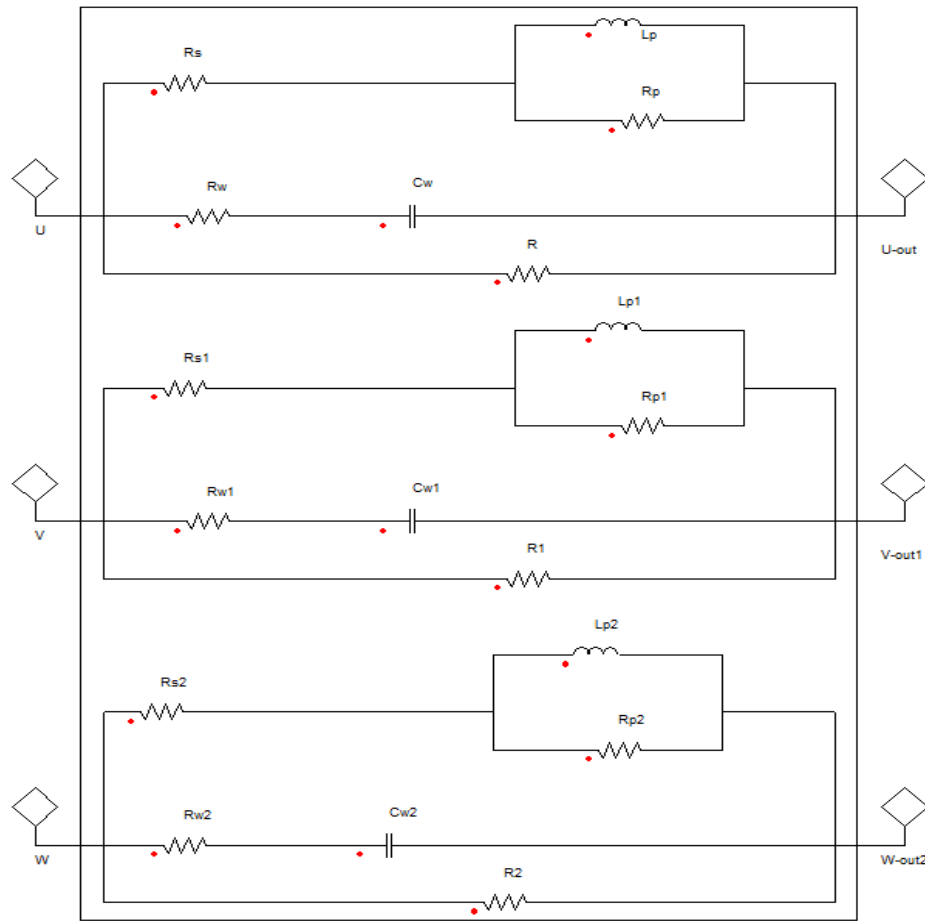 Lp
Rs
Rp
Rw
Cw
U
R
U-out
Lp1
Rs1
Rp1
Rw1
Cw1
V
R1
V-out1
Lp2
Rs2
Rp2
Rw2
Cw2
W
R2
W-out2